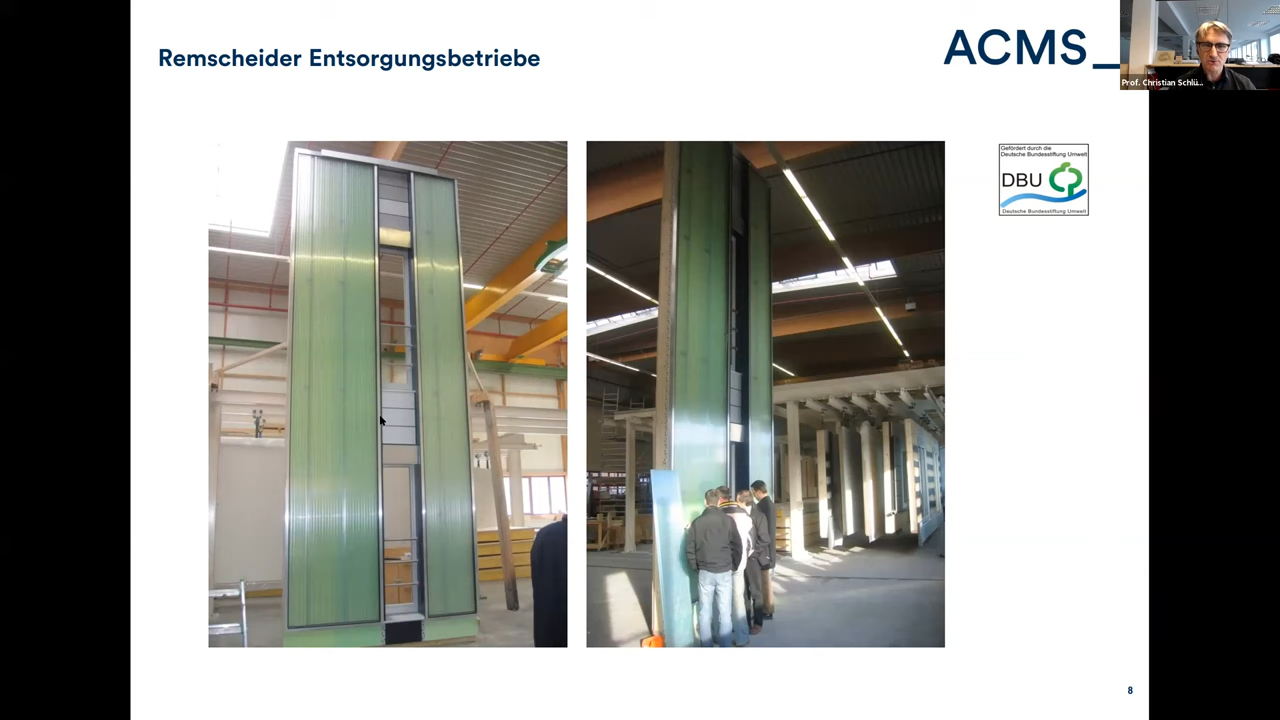 Remscheider Entsorgungsbetriebe
ACMS_
Prof. Christian Schlü...
Gefördert durch die
Deutsche Bundesstiftung Umwelt
DBU
Deutsche Bundesstiftung Umwelt
8